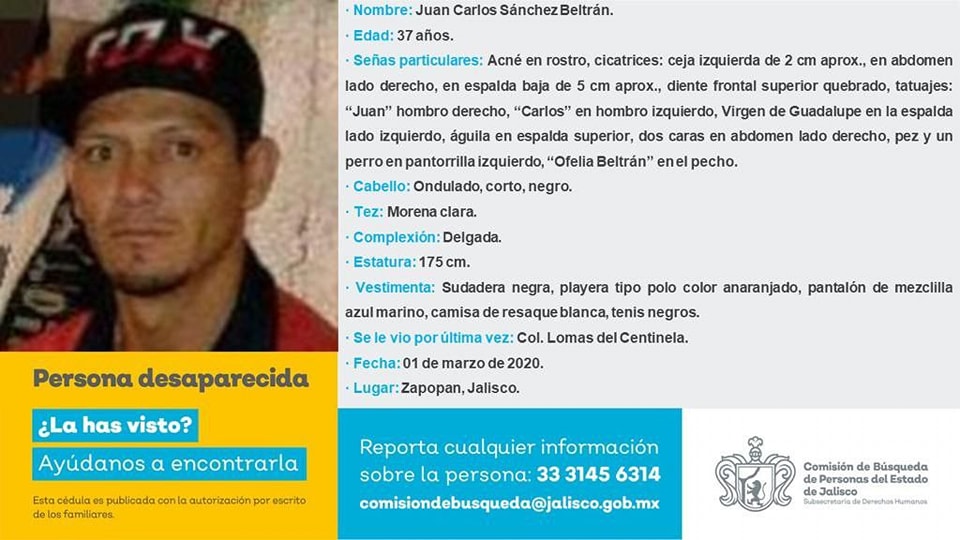 · Nombre: Juan Carlos Sánchez Beltrán.
· Edad: 37 años.
· Señas particulares: Acné en rostro, cicatrices: ceja izquierda de 2 cm aprox., en abdomen
lado derecho, en espalda baja de 5 cm aprox., diente frontal superior quebrado, tatuajes:
“Juan” hombro derecho, “Carlos” en hombro izquierdo, Virgen de Guadalupe en la espalda
lado izquierdo, águila en espalda superior, dos caras en abdomen lado derecho, pez y un
perro en pantorrilla izquierdo, “Ofelia Beltrán” en el pecho.
· Cabello: Ondulado, corto, negro.
· Tez: Morena clara.
· Complexión: Delgada.
· Estatura: 175 cm.
· Vestimenta: Sudadera negra, playera tipo polo color anaranjado, pantalón de mezclilla
azul marino, camisa de resaque blanca, tenis negros.
· Se le vio por última vez: Col. Lomas del Centinela.
· Fecha: 01 de marzo de 2020.
· Lugar: Zapopan, Jalisco.
Persona desaparecida
¿La has visto?
Ayúdanos a encontrarla
Esta cédula es publicada con la autorización por escrito
de los familiares.
Reporta cualquier información
sobre la persona: 33 3145 6314
comisiondebusqueda@jalisco.gob.mx
Comisión de Búsqueda
de Personas del Estado
de Jalisco
Subsecretaría de Derechos Humanos